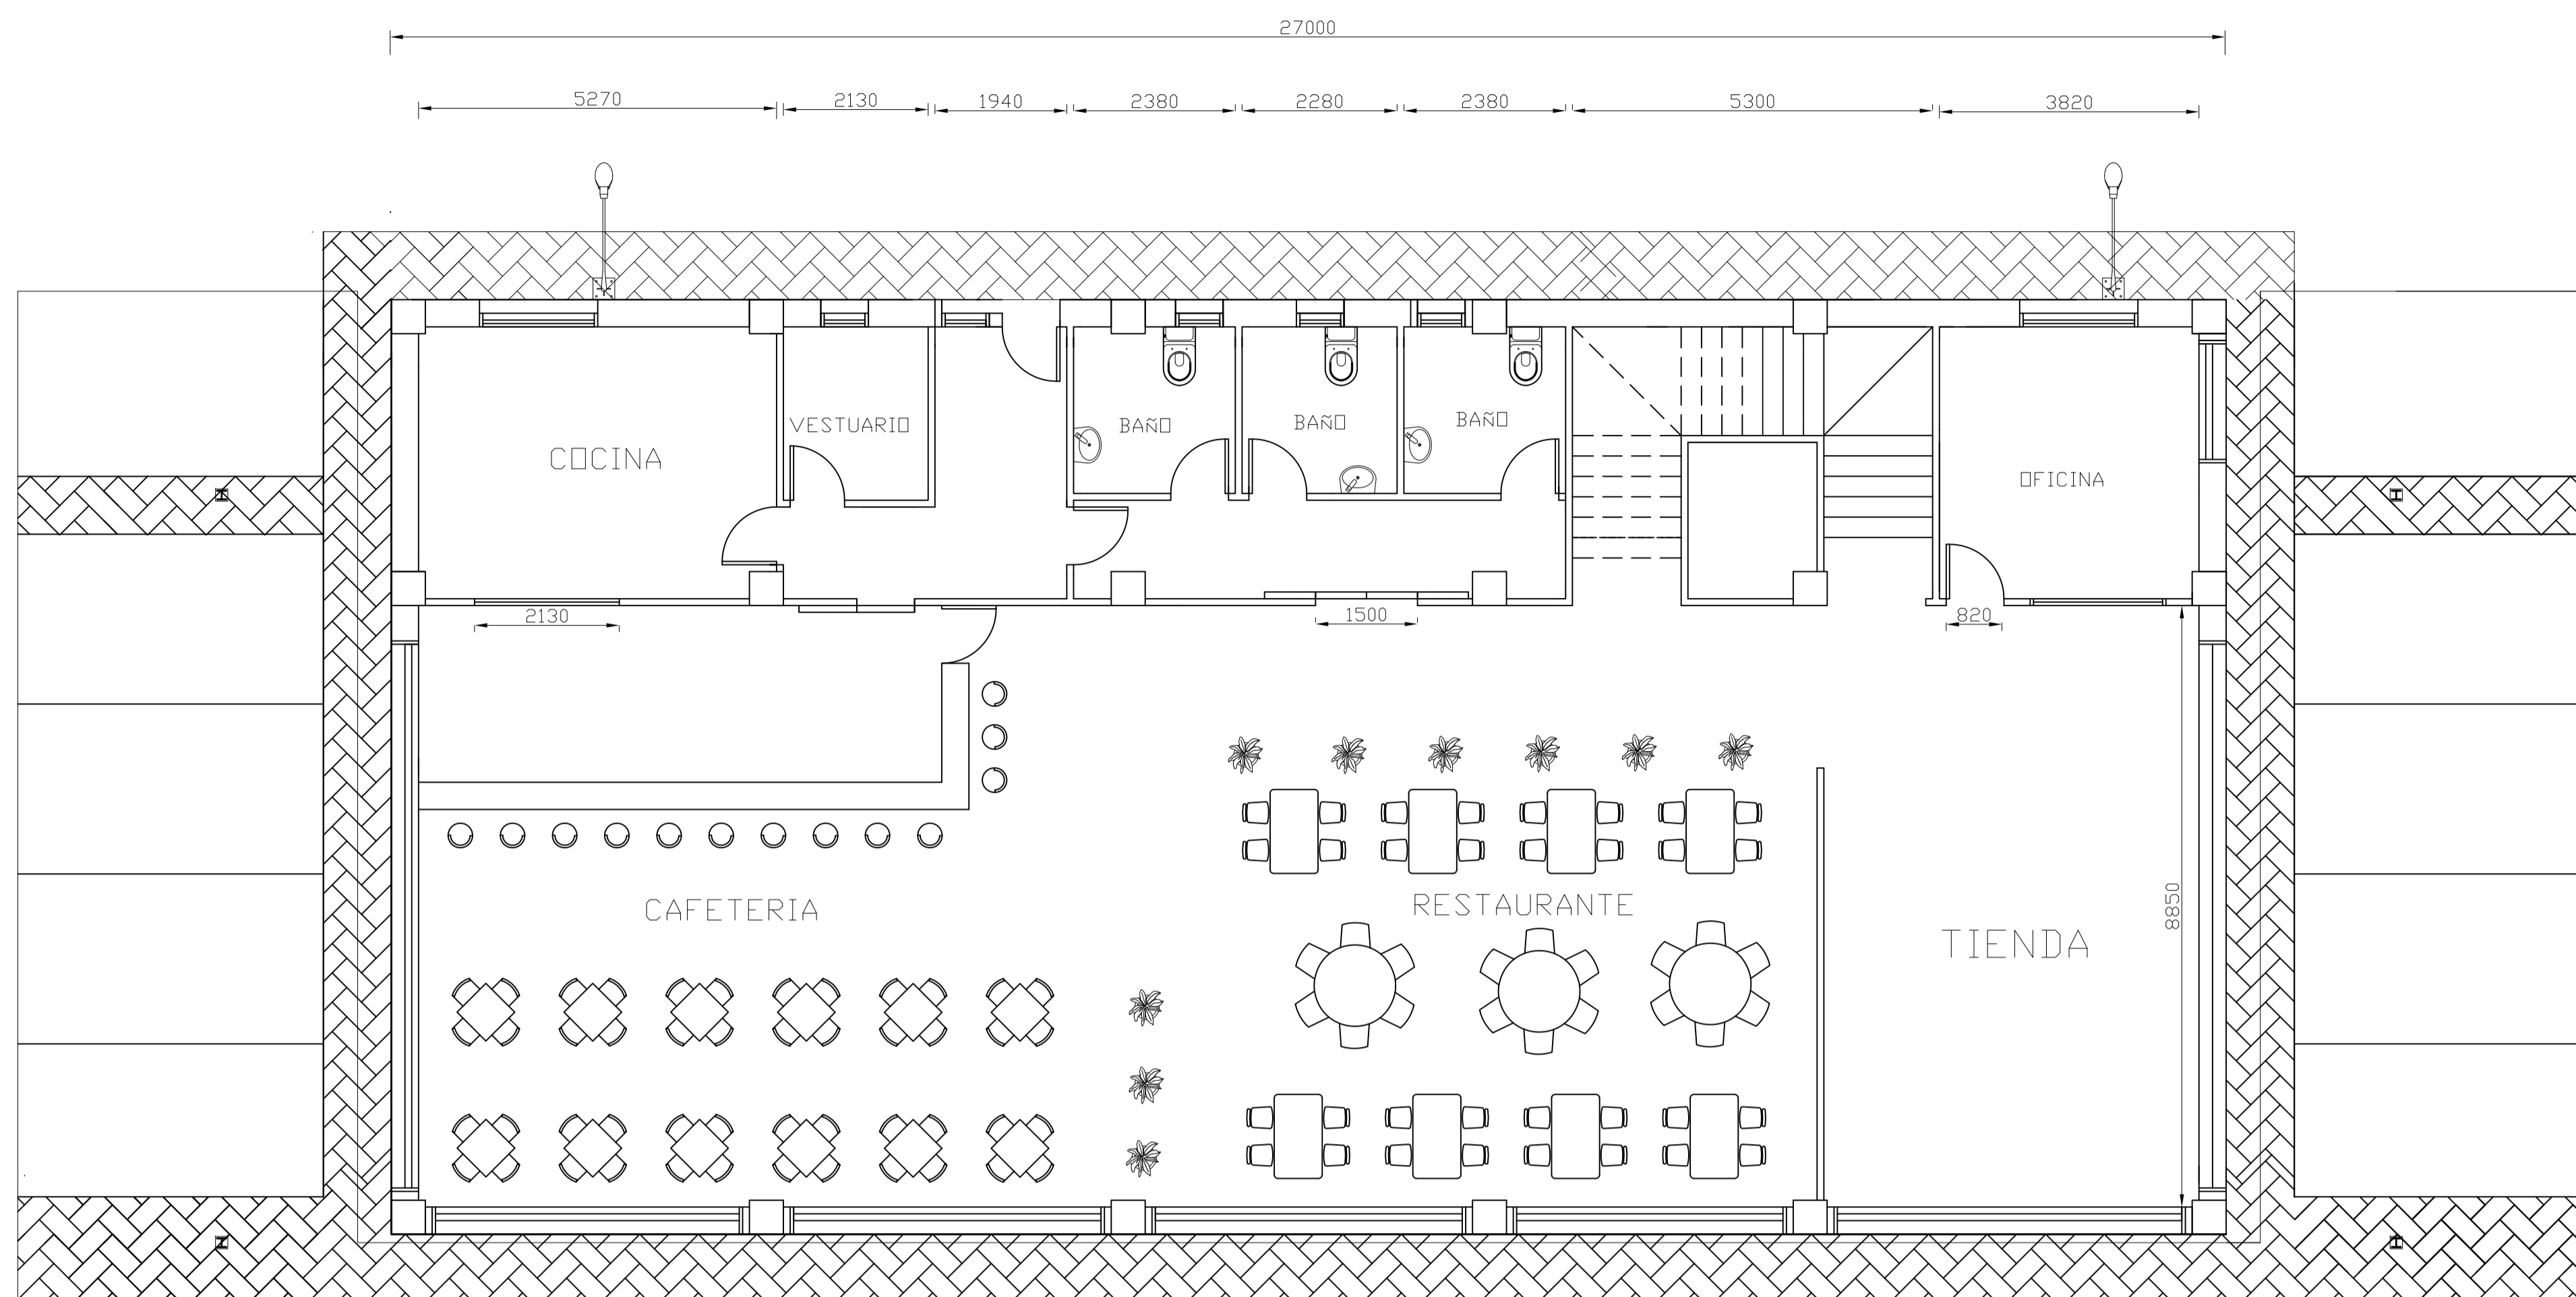 27000
5270
2130
1940
2380
2280
2380
5300
3820
COCINA
VESTUARIO
BAÑO
BAÑO
BAÑO
OFICINA
2130
1500
820
CAFETERIA
RESTAURANTE
TIENDA
8850
H
H
H
H